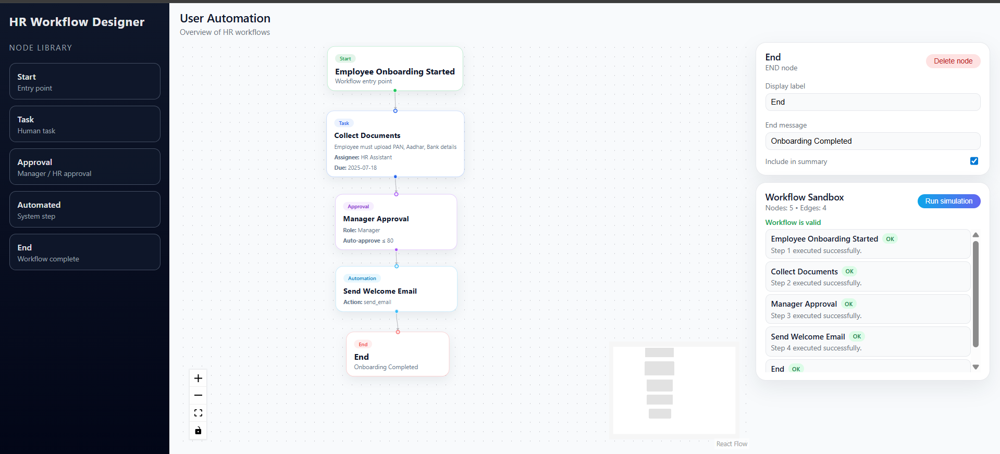 HR Workflow Designer
NODE LIBRARY
Start
Entry point
Task
Human task
Approval
Manager / HR approval
Automated
System step
End
Workflow complete
User Automation
Overview of HR workflows
Start
Employee Onboarding Started
Workflow entry point
Task
Collect Documents
Employee must upload PAN, Aadhar, Bank details
Assignee: HR Assistant
Due: 2025-07-18
Approval
Manager Approval
Role: Manager
Auto-approve ≤ 80
Automation
Send Welcome Email
Action: send_email
End
End
Onboarding Completed
React Flow
End
END node
Delete node
Display label
End
End message
Onboarding Completed
Include in summary
Workflow Sandbox
Nodes: 5 • Edges: 4
Run simulation
Workflow is valid
Employee Onboarding Started OK
Step 1 executed successfully.
Collect Documents OK
Step 2 executed successfully.
Manager Approval OK
Step 3 executed successfully.
Send Welcome Email OK
Step 4 executed successfully.
End OK